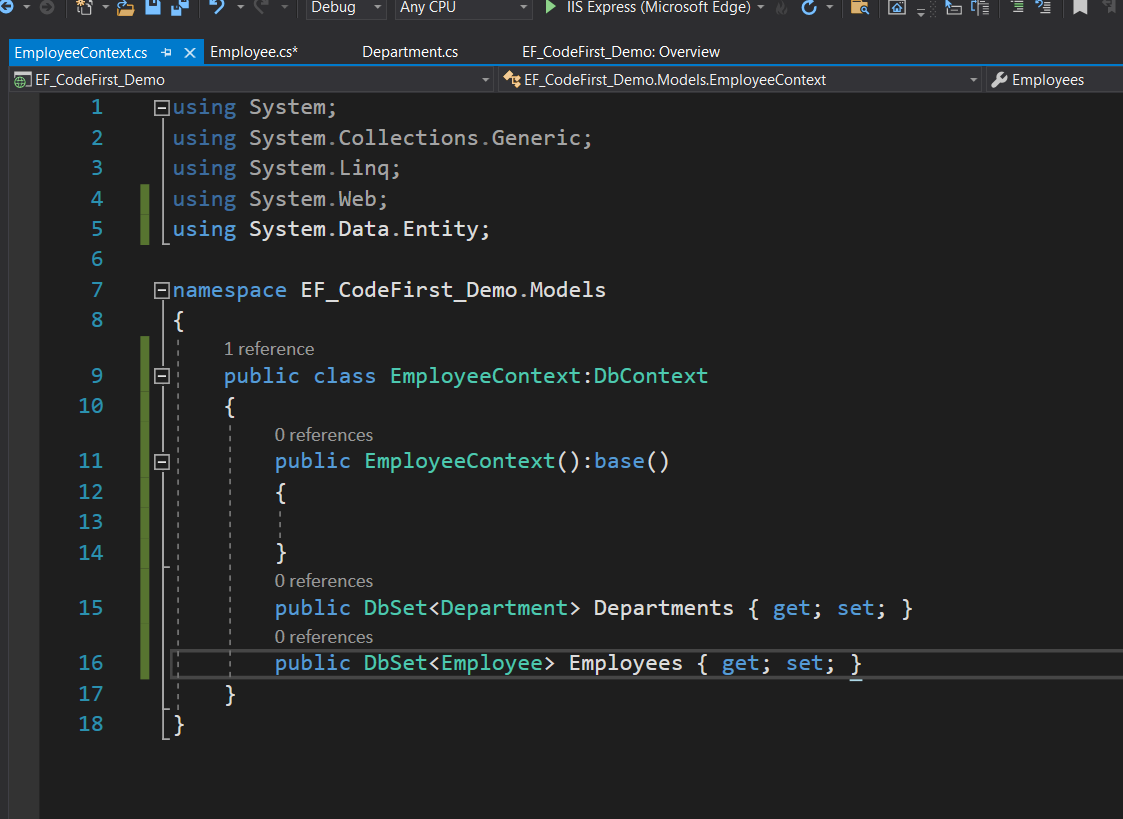 Debug Any CPU IIS Express (Microsoft Edge)
EmployeeContext.cs Employee.cs* Department.cs EF_CodeFirst_Demo: Overview
EF_CodeFirst_Demo EF_CodeFirst_Demo.Models.EmployeeContext Employees
1 using System;
2 using System.Collections.Generic;
3 using System.Linq;
4 using System.Web;
5 using System.Data.Entity;
6
7 namespace EF_CodeFirst_Demo.Models
8 {
1 reference
9 public class EmployeeContext:DbContext
10 {
0 references
11 public EmployeeContext():base()
12 {
13
14 }
0 references
15 public DbSet<Department> Departments { get; set; }
0 references
16 public DbSet<Employee> Employees { get; set; }
17 }
18 }